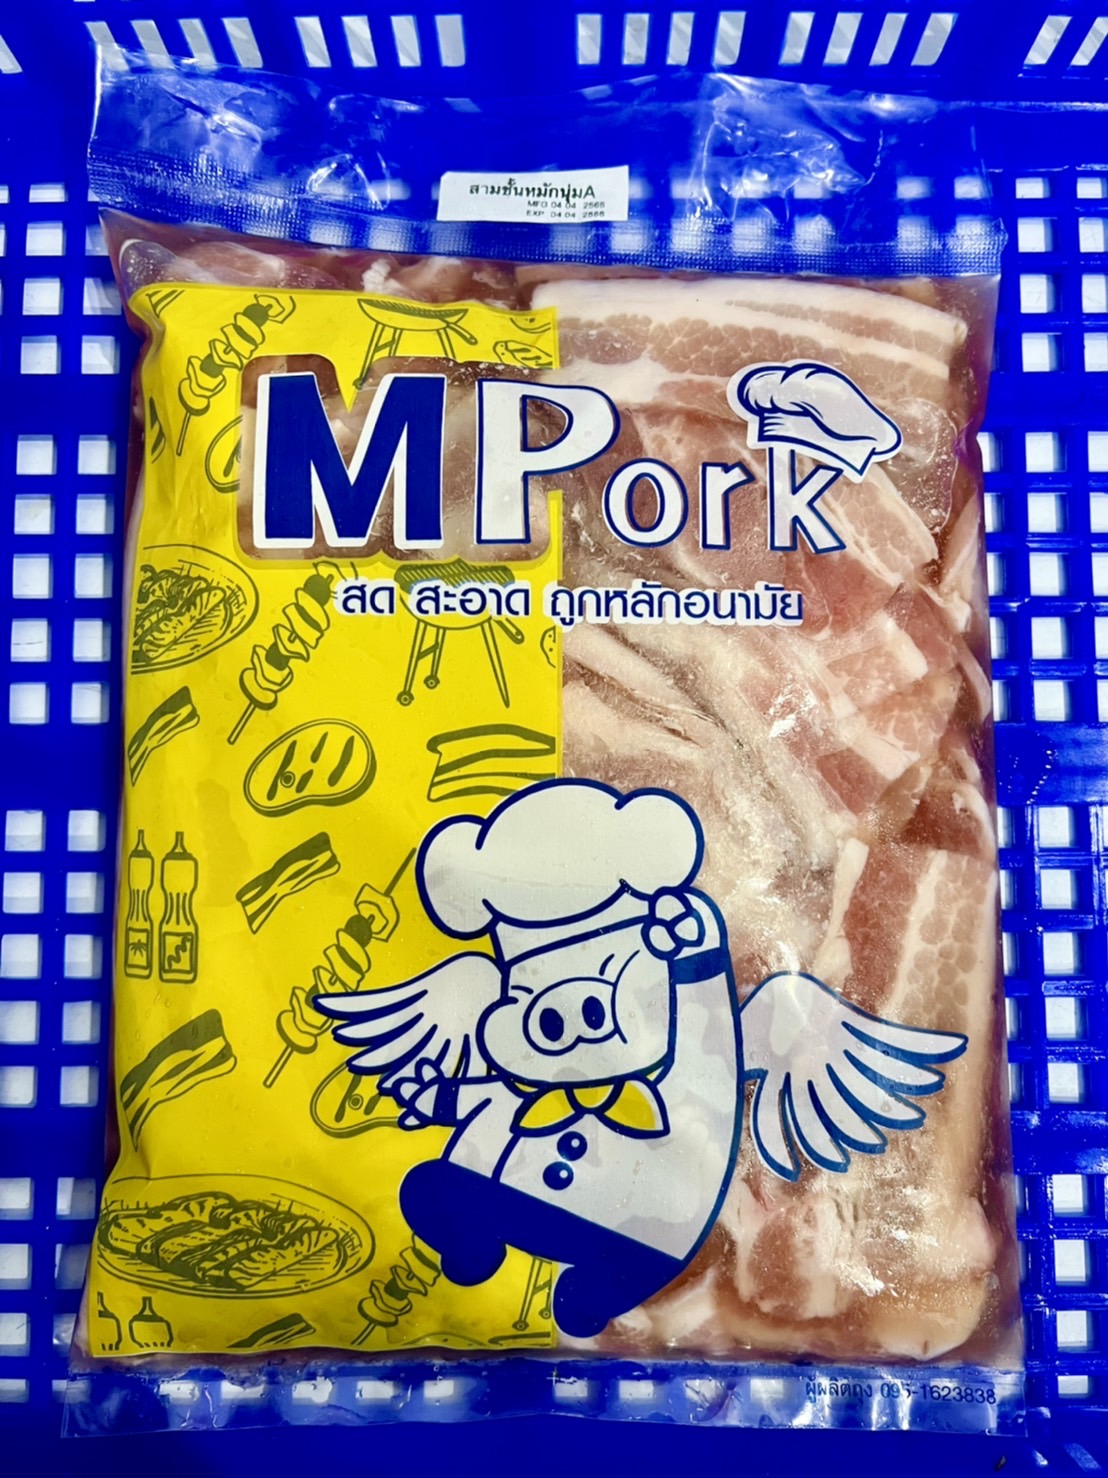 สามชั้นหมักนุ่มA
MFG 04 04 2565
EXP 04 04 2566
MPork
สด สะอาด ถูกหลักอนามัย
ผู้ผลิตถุง 095-1623838